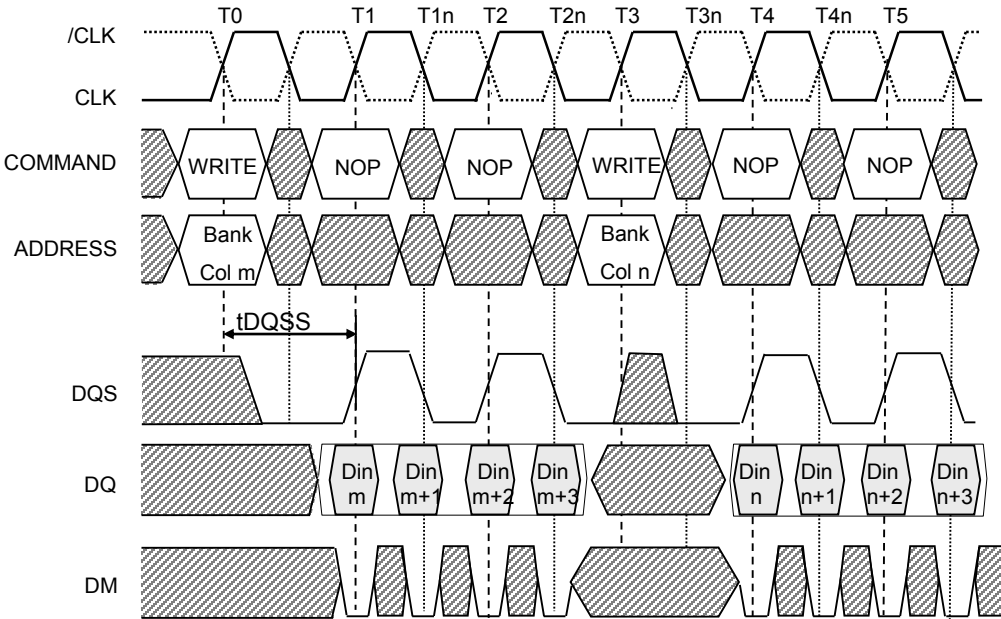 T0 T1 T1n T2 T2n T3 T3n T4 T4n T5
/CLK
CLK
COMMAND WRITE NOP NOP WRITE NOP NOP
ADDRESS Bank Bank
Col m Col n
tDQSS
DQS
DQ Din Din Din Din Din Din Din Din
m m+1 m+2 m+3 n n+1 n+2 n+3
DM